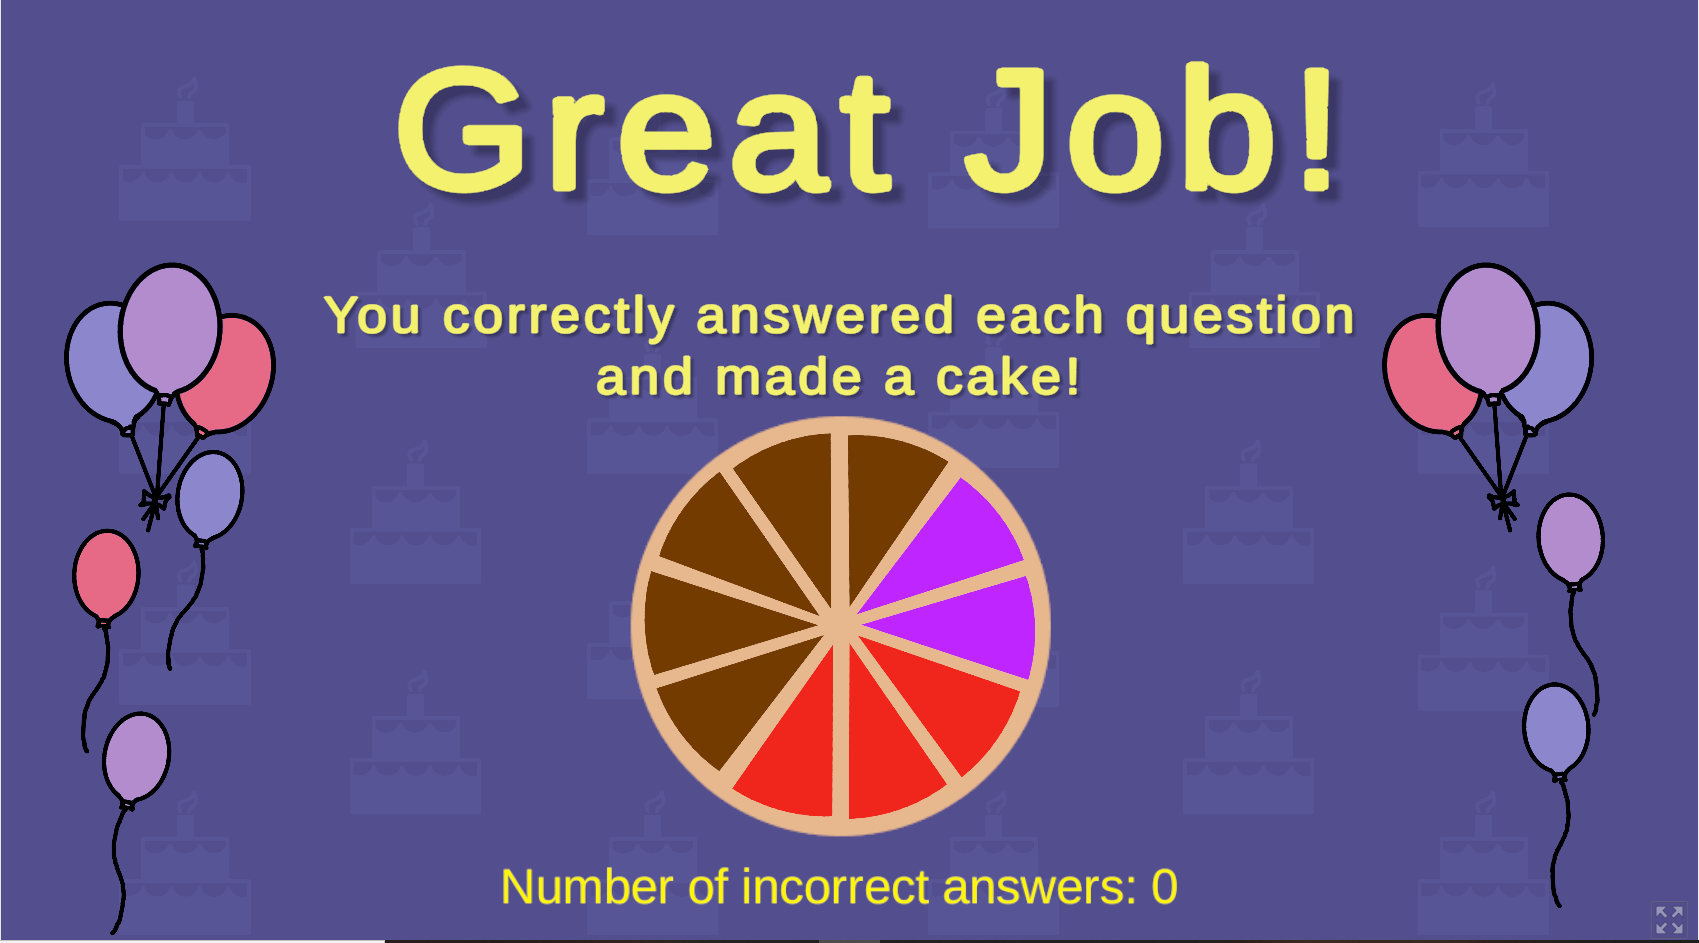 Great Job!
You correctly answered each question
and made a cake!
Number of incorrect answers: 0